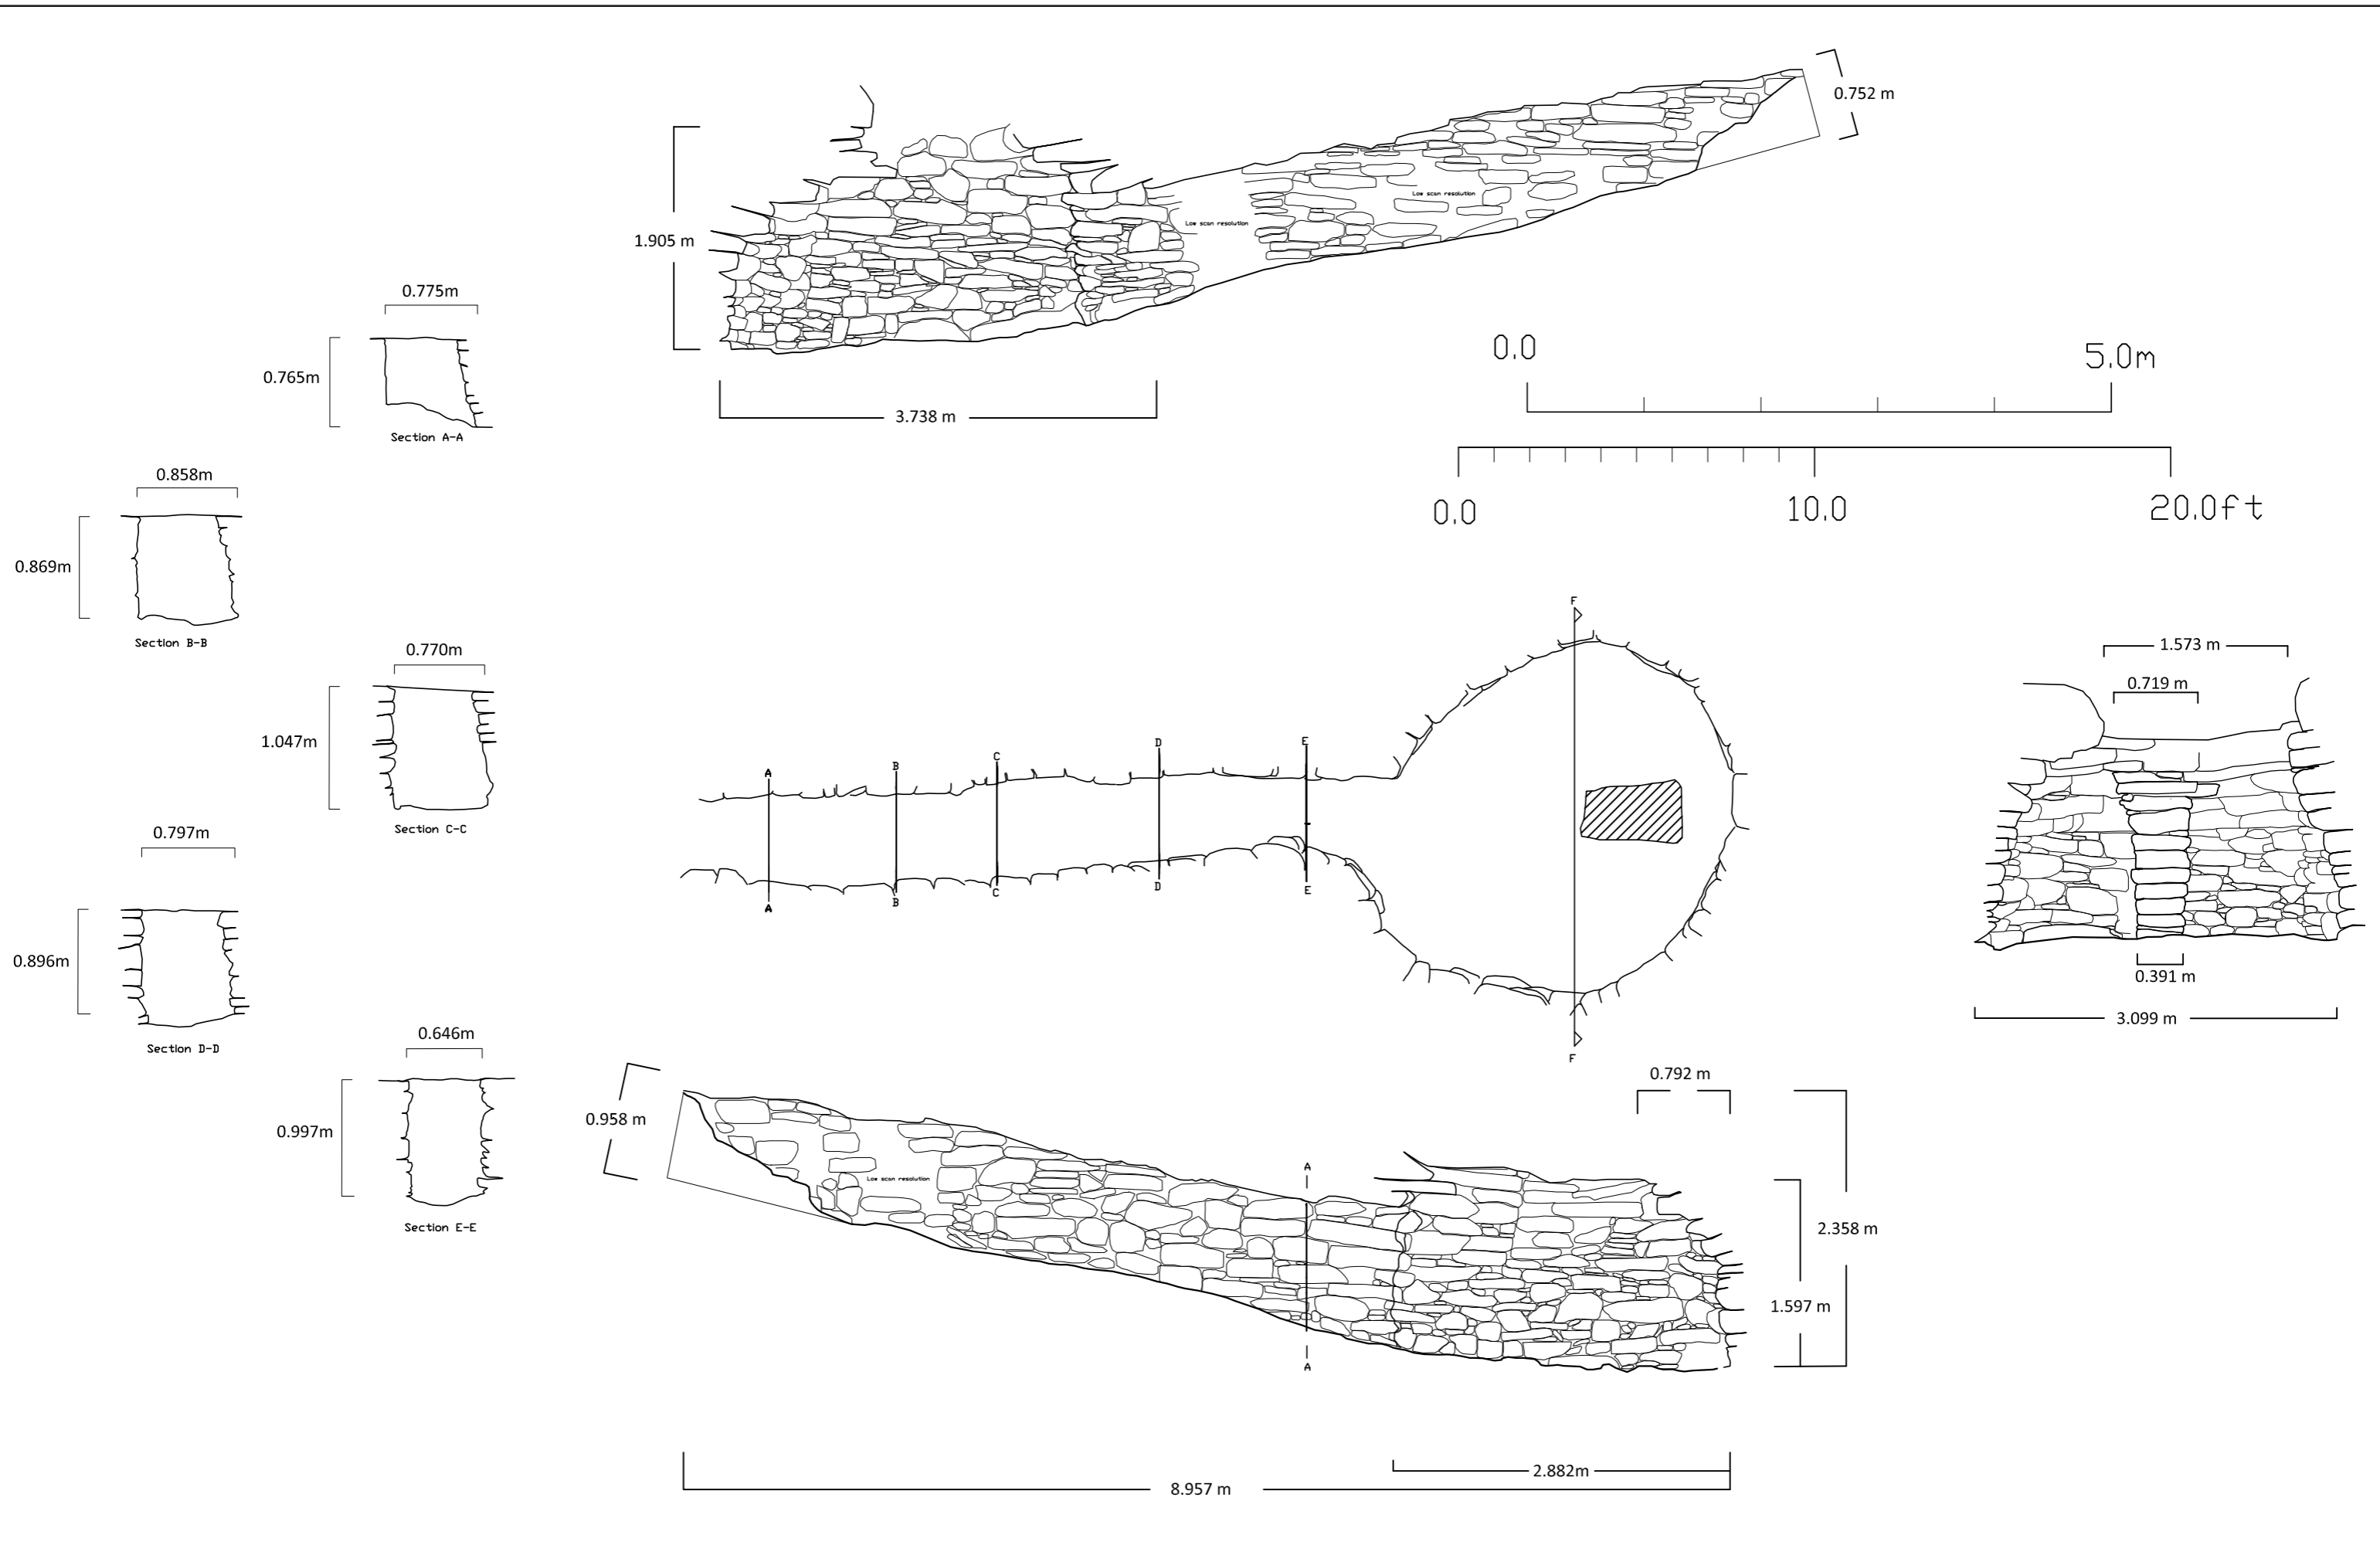 0.752 m
1.905 m
Low scan resolution
Low scan resolution
3.738 m
0.0
5.0m
0.0
10.0
20.0ft
0.775m
0.765m
Section A-A
0.858m
0.869m
Section B-B
0.770m
1.047m
Section C-C
0.797m
0.896m
Section D-D
0.646m
0.997m
Section E-E
F
A
B
C
D
E
A
B
C
D
E
F
1.573 m
0.719 m
0.391 m
3.099 m
0.958 m
Low scan resolution
A
A
0.792 m
2.358 m
1.597 m
2.882m
8.957 m